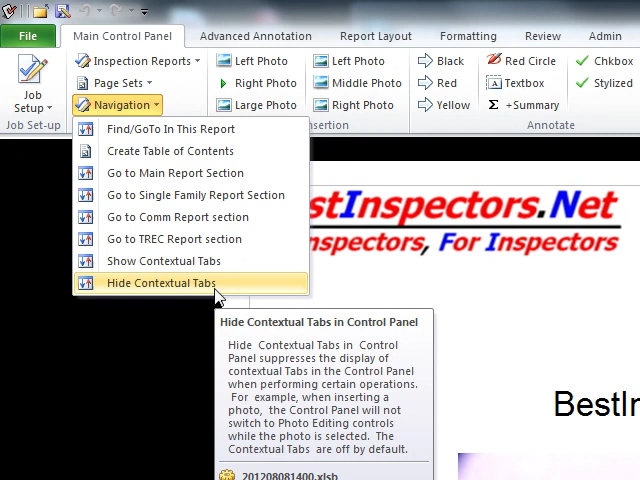 File Main Control Panel Advanced Annotation Report Layout Formatting Review Admin
Inspection Reports Left Photo Left Photo Black Red Circle Chkbox
Job Setup Page Sets Right Photo Middle Photo Red Textbox Stylized
Navigation Large Photo Right Photo Yellow Σ +Summary
Job Set-up sertion Annotate
Find/GoTo In This Report
Create Table of Contents
Go to Main Report Section
Go to Single Family Report Section
Go to Comm Report section
Go to TREC Report section
Show Contextual Tabs
Hide Contextual Tabs
stInspectors.Net
nspectors, For Inspectors
Hide Contextual Tabs in Control Panel
Hide Contextual Tabs in Control
Panel suppresses the display of
contextual Tabs in the Control Panel
when performing certain operations.
For example, when inserting a
photo, the Control Panel will not
switch to Photo Editing controls
while the photo is selected. The
Contextual Tabs are off by default.
201208081400.xlsb
BestIn